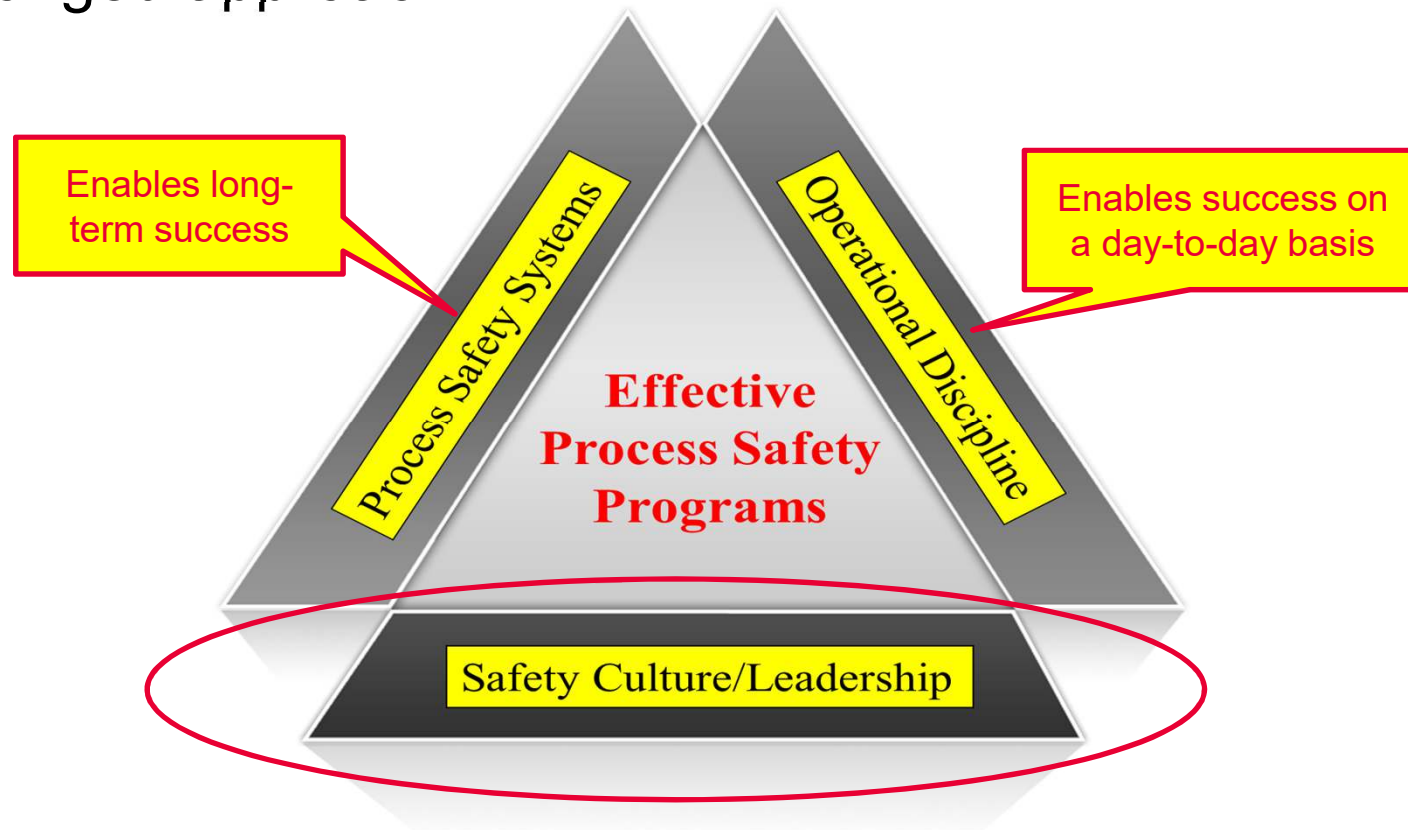 Enables long-
term success
Enables success on
a day-to-day basis
Process Safety Systems
Operational Discipline
Effective
Process Safety
Programs
Safety Culture/Leadership